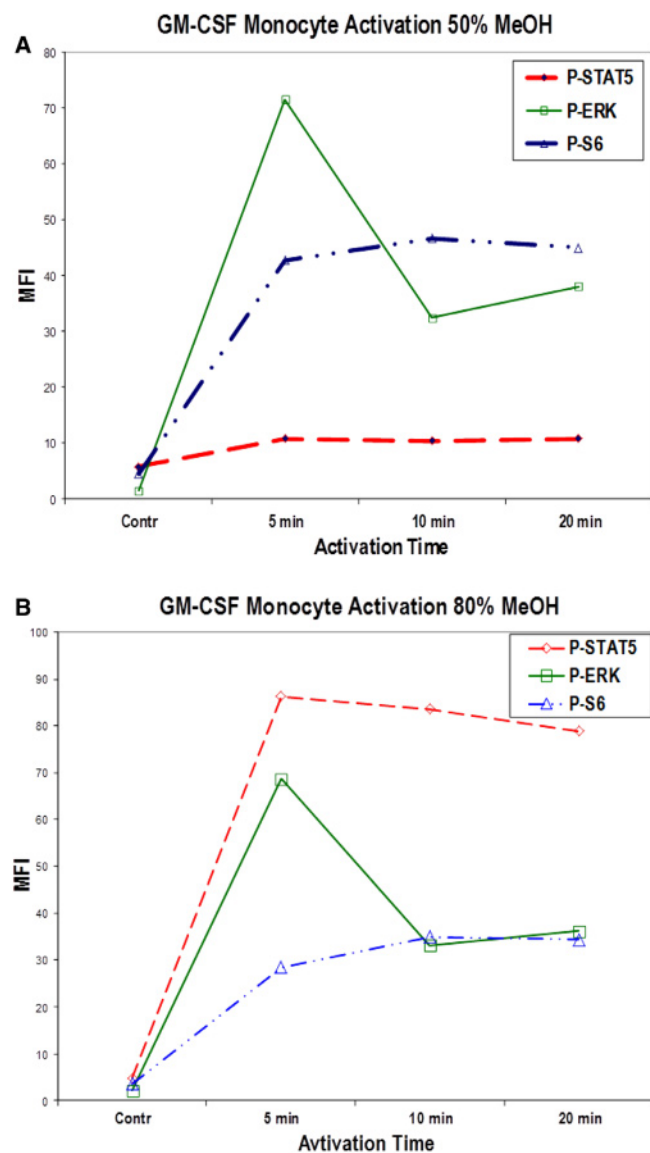 A
GM-CSF Monocyte Activation 50% MeOH
P-STAT5
P-ERK
P-S6
80
70
60
50
40
30
20
10
0
MFI
Contr 5 min 10 min 20 min
Activation Time
B
GM-CSF Monocyte Activation 80% MeOH
P-STAT5
P-ERK
P-S6
100
90
80
70
60
50
40
30
20
10
0
MFI
Contr 5 min 10 min 20 min
Avtivation Time